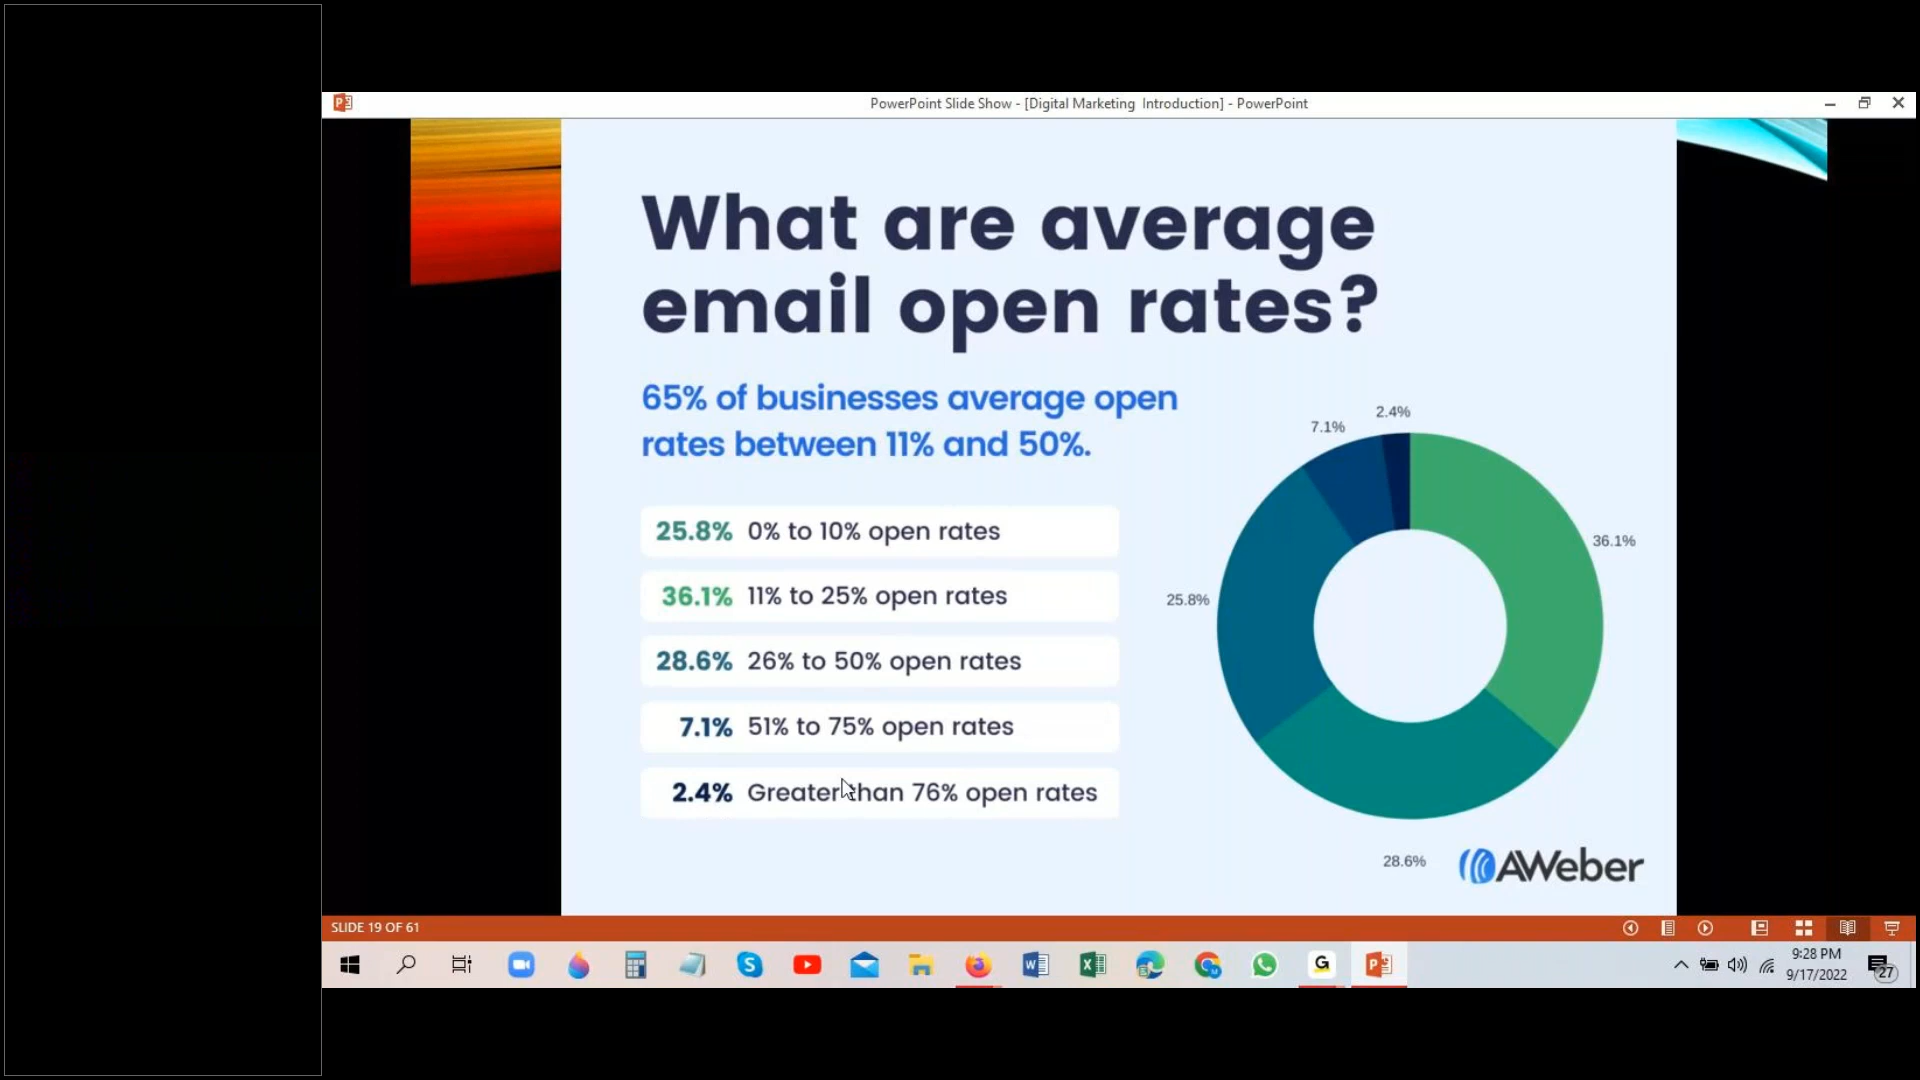 PowerPoint Slide Show - [Digital Marketing  Introduction] - PowerPoint
What are average
email open rates?
65% of businesses average open
rates between 11% and 50%.
25.8% 0% to 10% open rates
36.1% 11% to 25% open rates
28.6% 26% to 50% open rates
7.1% 51% to 75% open rates
2.4% Greater than 76% open rates
2.4%
7.1%
36.1%
25.8%
28.6%
AWeber
SLIDE 19 OF 61
9:28 PM
9/17/2022
27